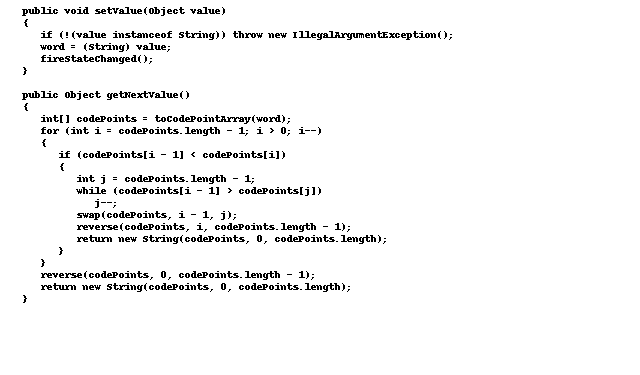 public void setValue(Object value)
{
if (!(value instanceof String)) throw new IllegalArgumentException();
word = (String) value;
fireStateChanged();
}
public Object getNextValue()
{
int[] codePoints = toCodePointArray(word);
for (int i = codePoints.length - 1; i > 0; i--)
{
if (codePoints[i - 1] < codePoints[i])
{
int j = codePoints.length - 1;
while (codePoints[i - 1] > codePoints[j])
j--;
swap(codePoints, i - 1, j);
reverse(codePoints, i, codePoints.length - 1);
return new String(codePoints, 0, codePoints.length);
}
}
reverse(codePoints, 0, codePoints.length - 1);
return new String(codePoints, 0, codePoints.length);
}